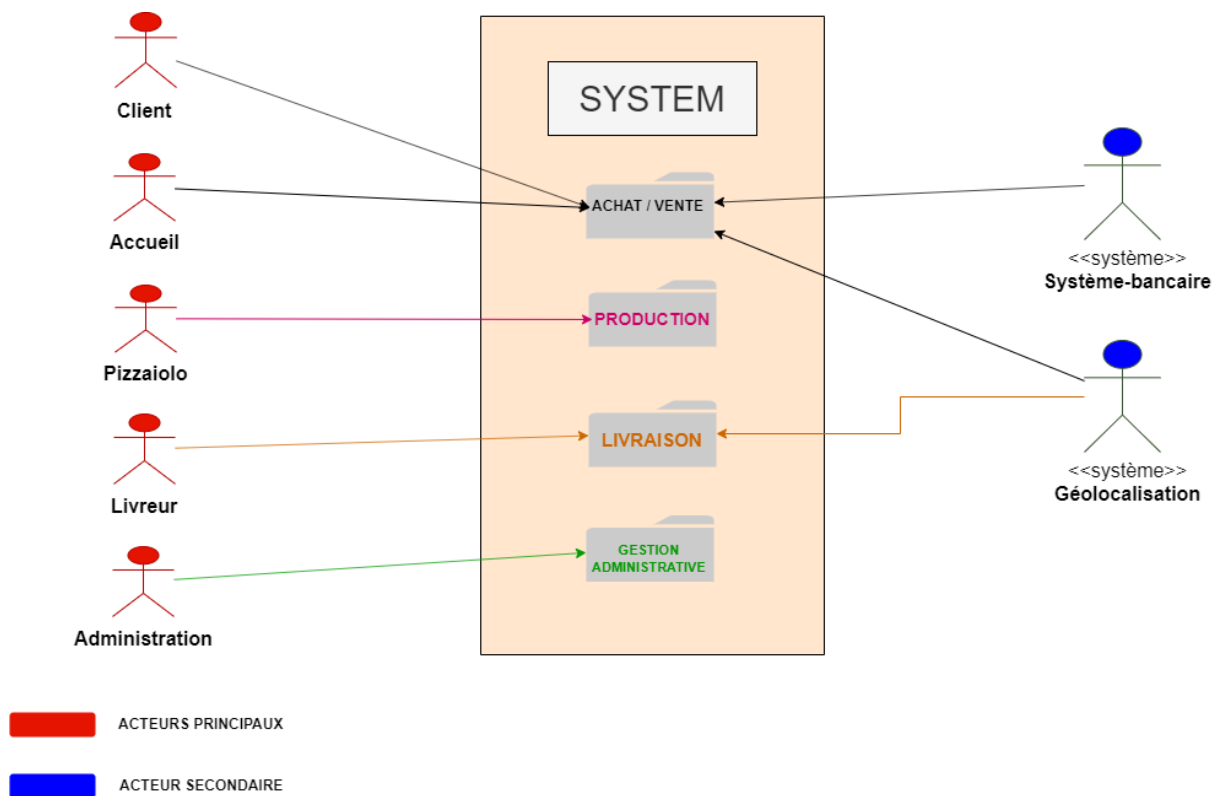 SYSTEM
Client
Accueil
Pizzaiolo
Livreur
Administration
ACHAT / VENTE
PRODUCTION
LIVRAISON
GESTION
ADMINISTRATIVE
<<système>>
Système-bancaire
<<système>>
Géolocalisation
ACTEURS PRINCIPAUX
ACTEUR SECONDAIRE